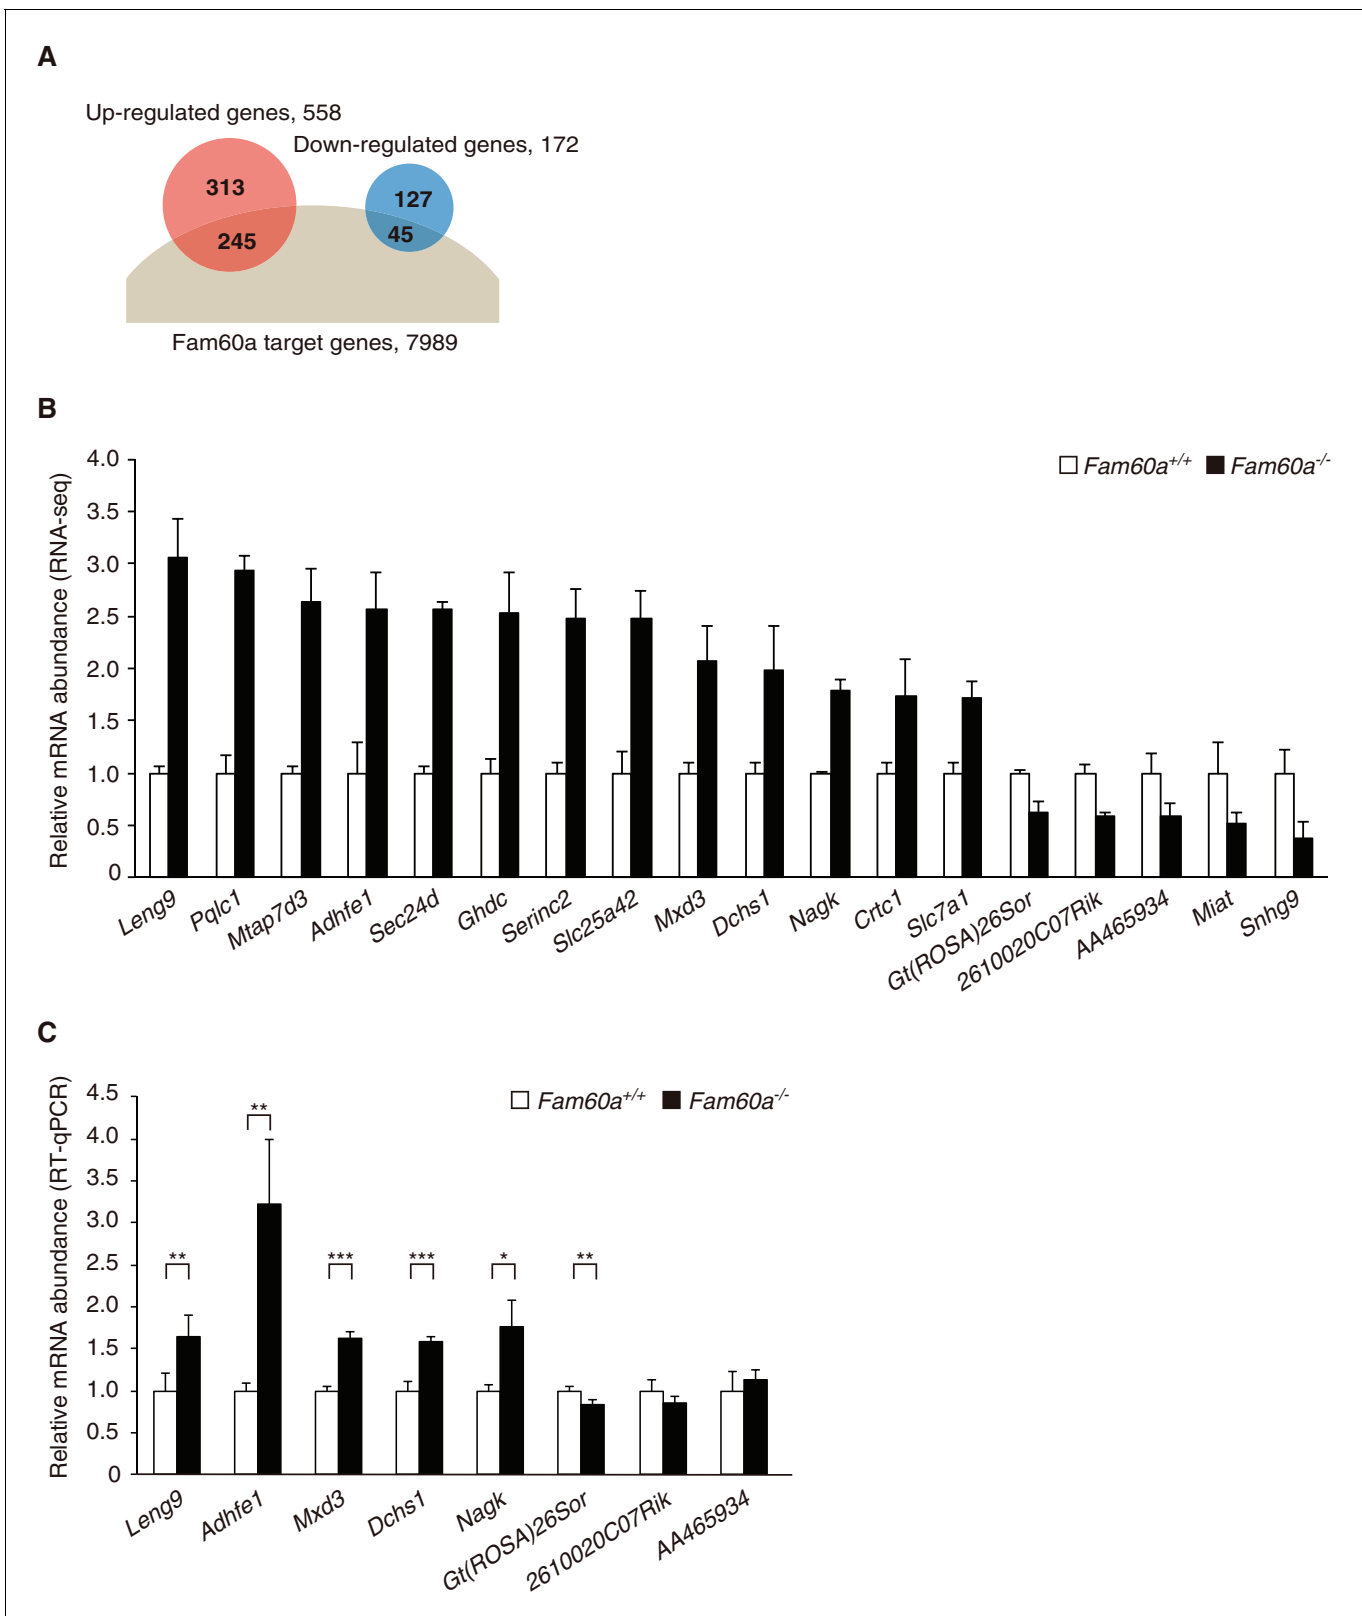 A
Up-regulated genes, 558
Down-regulated genes, 172
313
127
245
45
Fam60a target genes, 7989
B
Relative mRNA abundance (RNA-seq)
4.0
3.5
3.0
2.5
2.0
1.5
1.0
0.5
0
Fam60a+/+ Fam60a-/-
Leng9 Pqlc1 Mtap7d3 Adhfe1 Sec24d Ghdc Serinc2 Slc25a42 Mxd3 Dchs1 Nagk Crtc1 Slc7a1 Gt(ROSA)26Sor 2610020C07Rik AA465934 Miat Snhg9
C
Relative mRNA abundance (RT-qPCR)
4.5
4.0
3.5
3.0
2.5
2.0
1.5
1.0
0.5
0
Fam60a+/+ Fam60a-/-
**
** *** *** * **
Leng9 Adhfe1 Mxd3 Dchs1 Nagk Gt(ROSA)26Sor 2610020C07Rik AA465934